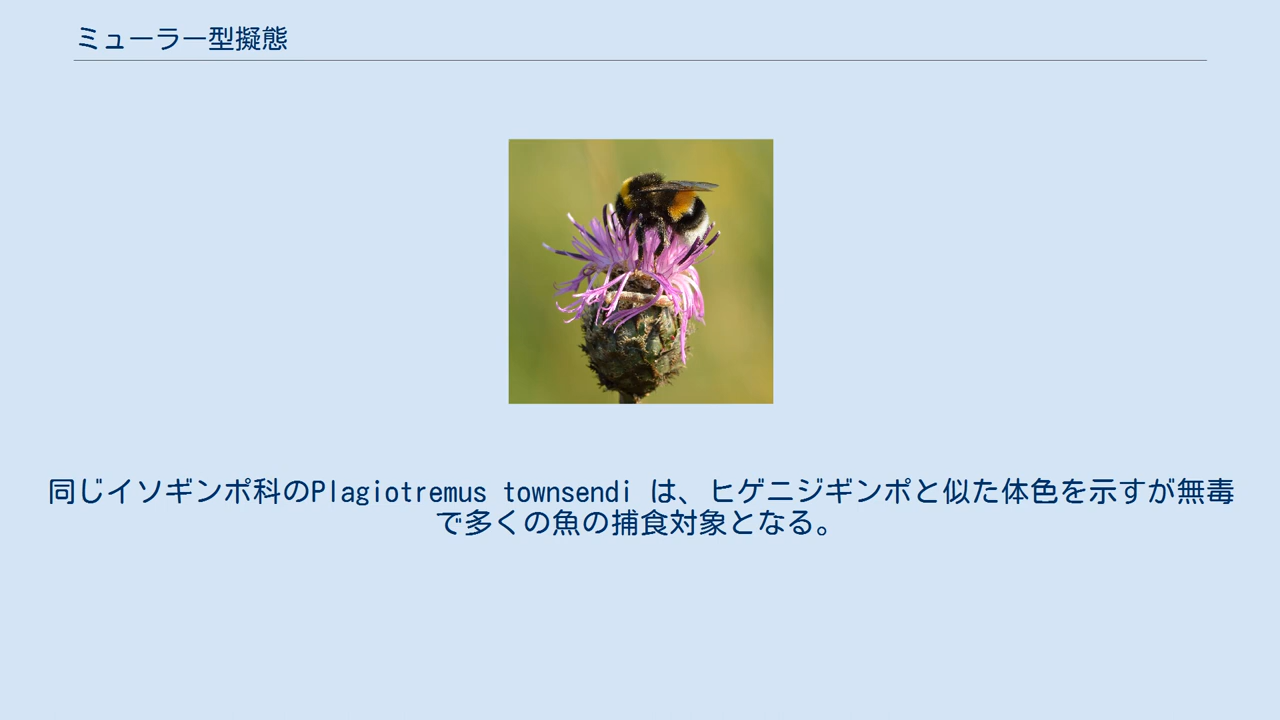 ミューラー型擬態
同じイソギンポ科のPlagiotremus townsendi は、ヒゲニジギンポと似た体色を示すが無毒
で多くの魚の捕食対象となる。